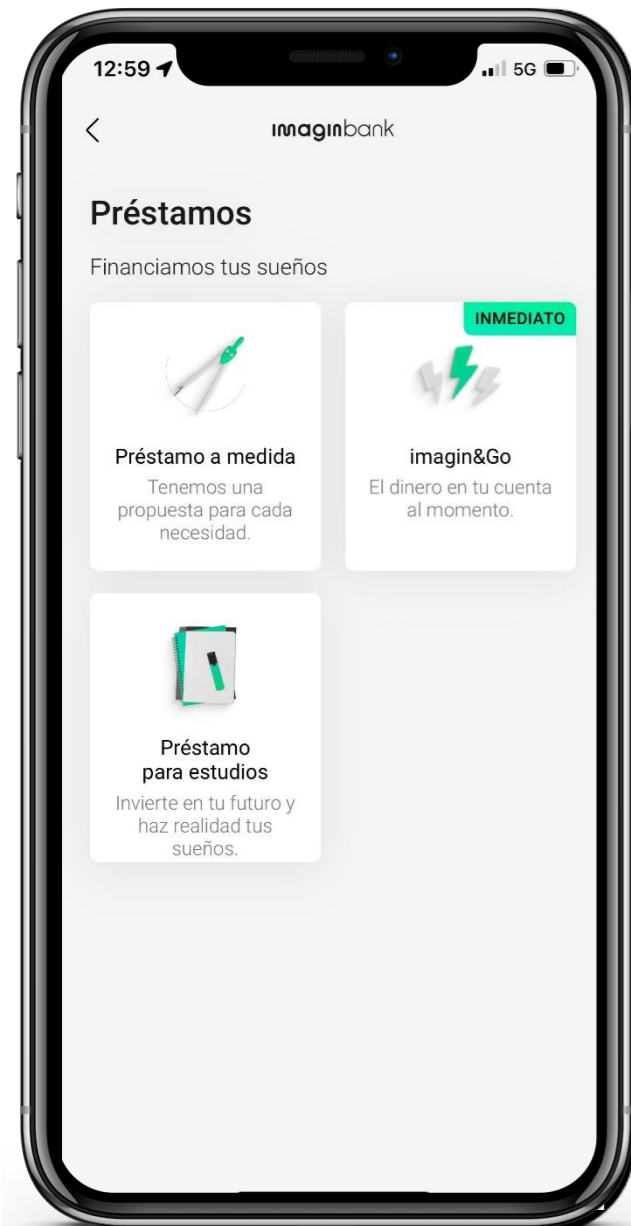 12:59
5G
imaginbank
Préstamos
Financiamos tus sueños
Préstamo a medida
Tenemos una
propuesta para cada
necesidad.
INMEDIATO
imagin&Go
El dinero en tu cuenta
al momento.
Préstamo
para estudios
Invierte en tu futuro y
haz realidad tus
sueños.